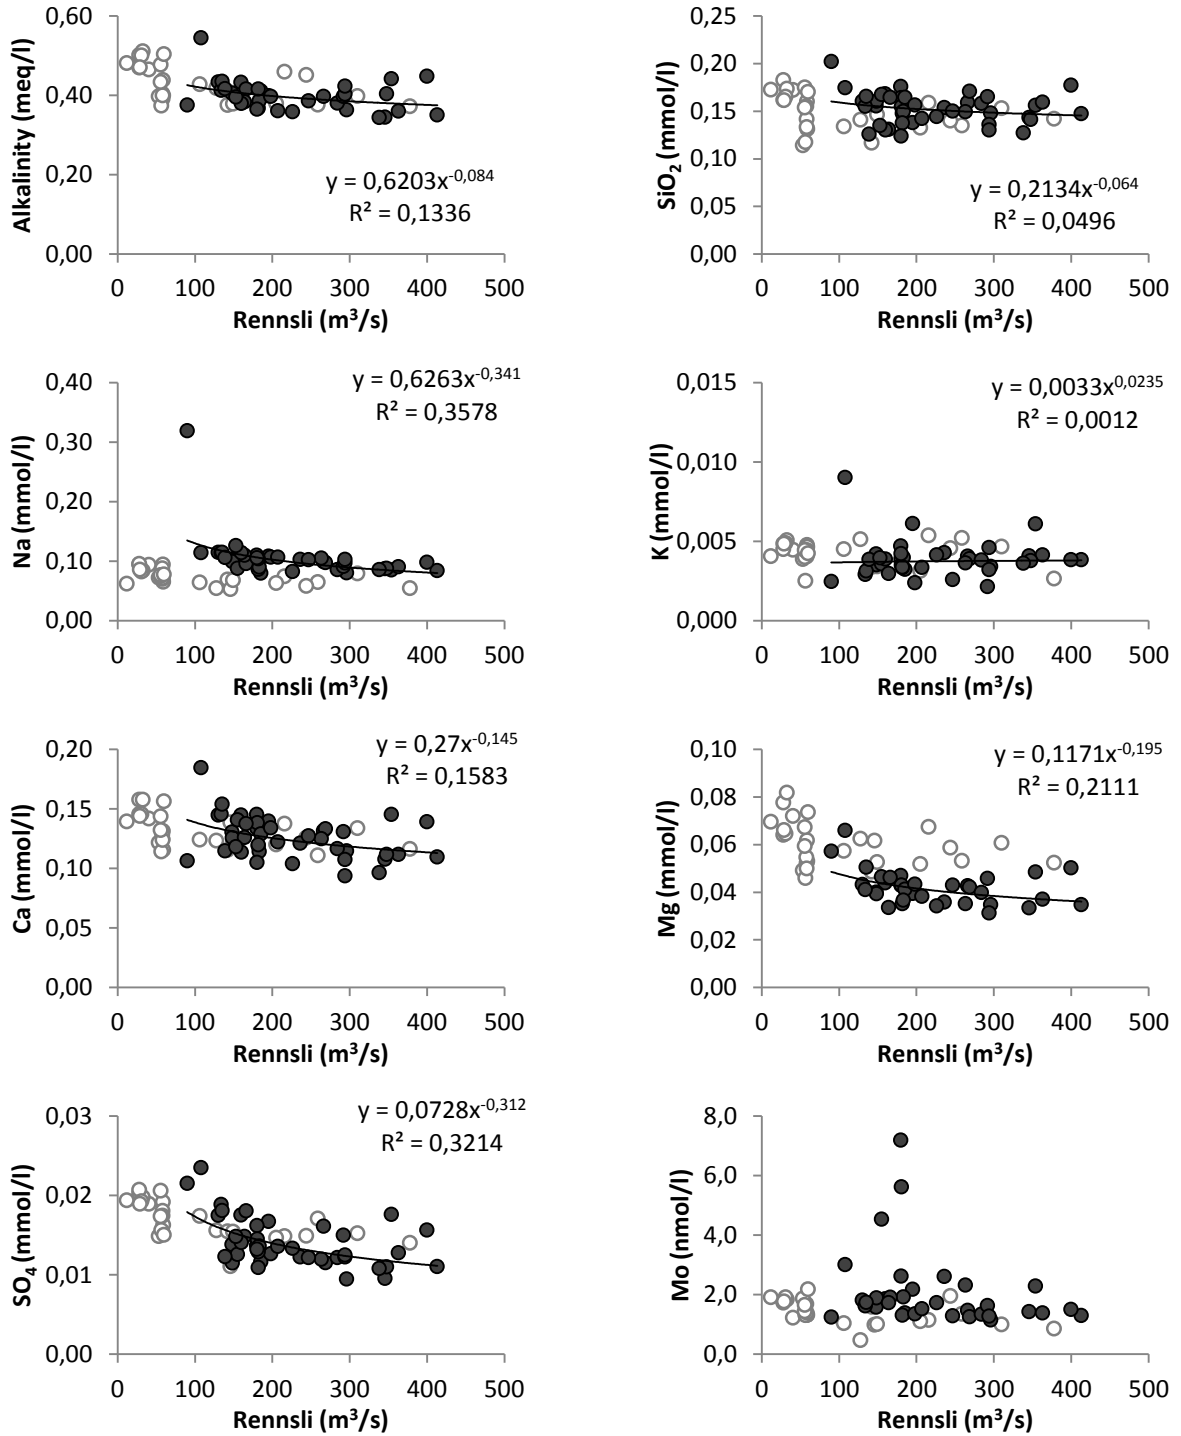 Alkalinity (meq/l)
0,60
0,40
0,20
0,00
y = 0,6203x^-0,084
R² = 0,1336
0 100 200 300 400 500
Rennsli (m³/s)
SiO₂ (mmol/l)
0,25
0,20
0,15
0,10
0,05
0,00
y = 0,2134x^-0,064
R² = 0,0496
0 100 200 300 400 500
Rennsli (m³/s)
Na (mmol/l)
0,40
0,30
0,20
0,10
0,00
y = 0,6263x^-0,341
R² = 0,3578
0 100 200 300 400 500
Rennsli (m³/s)
K (mmol/l)
0,015
0,010
0,005
0,000
y = 0,0033x^0,0235
R² = 0,0012
0 100 200 300 400 500
Rennsli (m³/s)
Ca (mmol/l)
0,20
0,15
0,10
0,05
0,00
y = 0,27x^-0,145
R² = 0,1583
0 100 200 300 400 500
Rennsli (m³/s)
Mg (mmol/l)
0,10
0,08
0,06
0,04
0,02
0,00
y = 0,1171x^-0,195
R² = 0,2111
0 100 200 300 400 500
Rennsli (m³/s)
SO₄ (mmol/l)
0,03
0,02
0,01
0,00
y = 0,0728x^-0,312
R² = 0,3214
0 100 200 300 400 500
Rennsli (m³/s)
Mo (nmol/l)
8,0
6,0
4,0
2,0
0,0
0 100 200 300 400 500
Rennsli (m³/s)